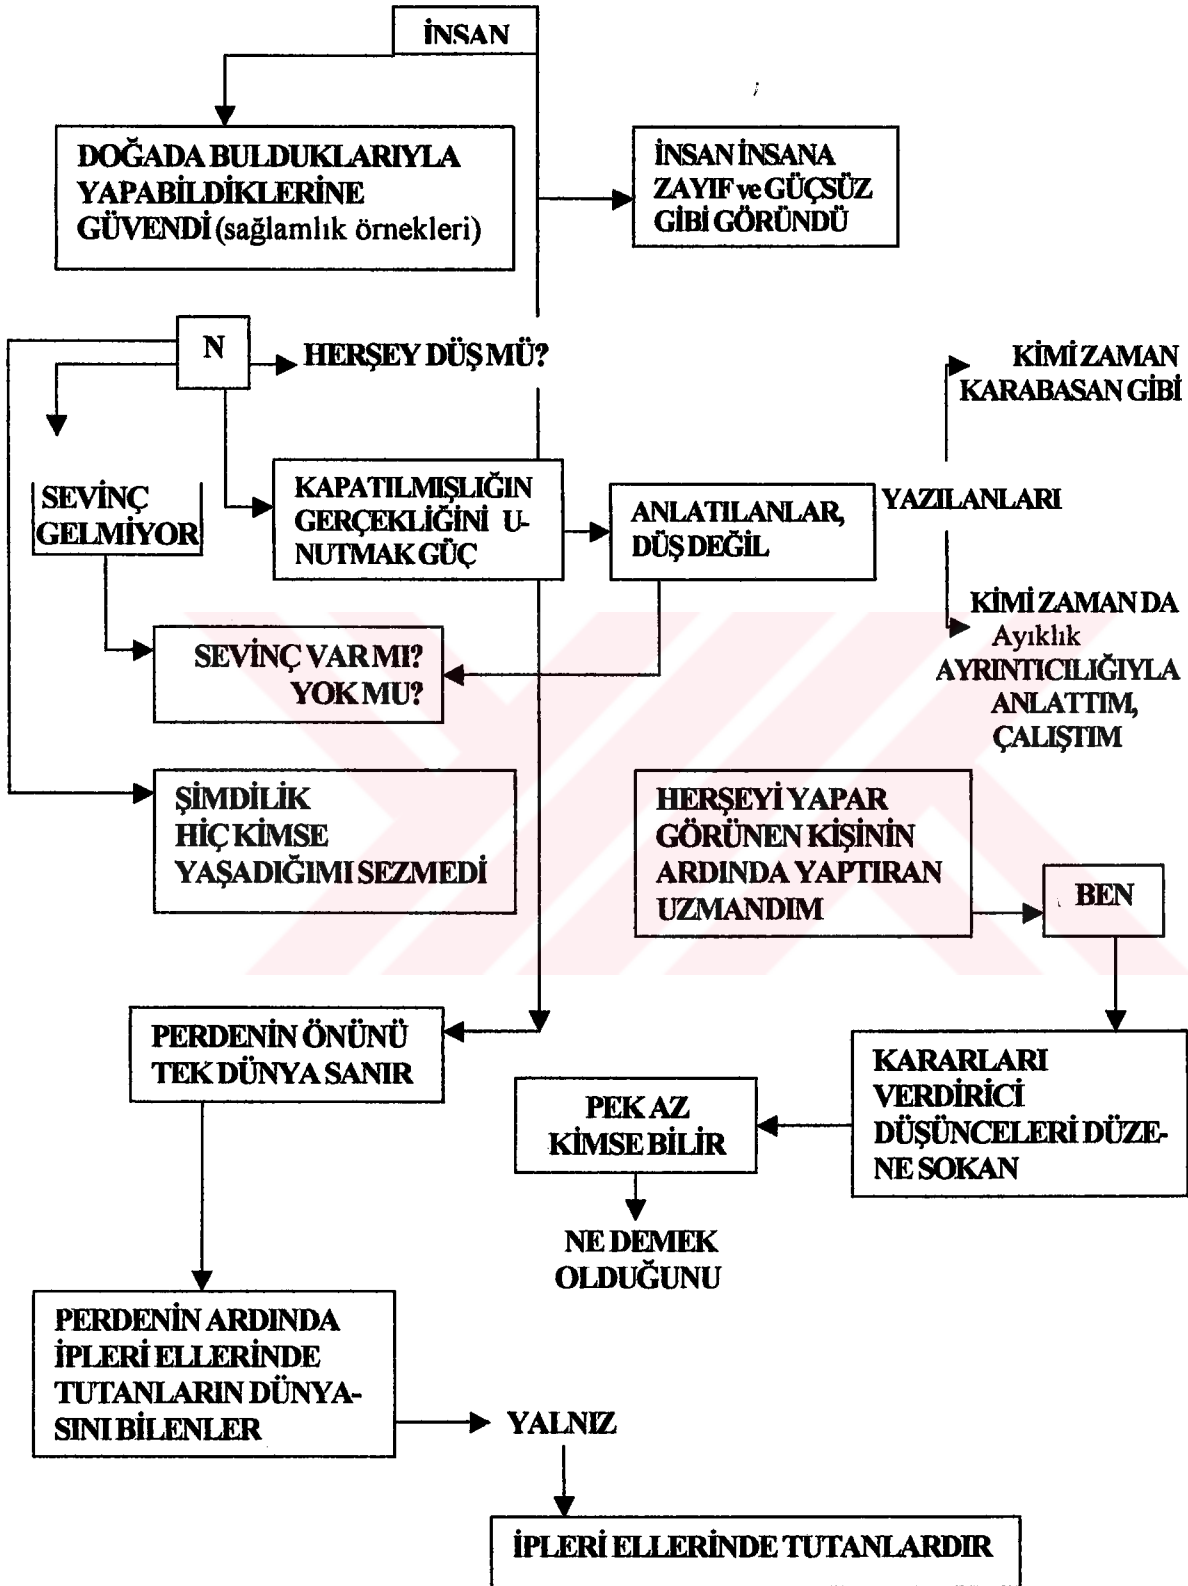 İNSAN
DOĞADA BULDUKLARIYLA
YAPABİLDİKLERİNE
GÜVENDİ (sağlamlık örnekleri)
İNSAN İNSANA
ZAYIF ve GÜÇSÜZ
GİBİ GÖRÜNDÜ
N
HERŞEY DÜŞ MÜ?
KİMİ ZAMAN
KARABASAN GİBİ
SEVİNÇ
GELMİYOR
KAPATILMIŞLIĞIN
GERÇEKLİĞİNİ U-
NUTMAK GÜÇ
ANLATILANLAR,
DÜŞ DEĞİL
YAZILANLARI
KİMİ ZAMAN DA
Ayıklık
AYRINTICILIĞIYLA
ANLATTIM,
ÇALIŞTIM
SEVİNÇ VAR MI?
YOK MU?
ŞİMDİLİK
HİÇ KİMSE
YAŞADIĞIMI SEZMEDİ
HERŞEYİ YAPAR
GÖRÜNEN KİŞİNİN
ARDINDA YAPTIRAN
UZMANDIM
BEN
PERDENİN ÖNÜNÜ
TEK DÜNYA SANIR
KARARLARI
VERDİRİCİ
DÜŞÜNCELERİ DÜZE-
NE SOKAN
PEK AZ
KİMSE BİLİR
NE DEMEK
OLDUĞUNU
PERDENİN ARDINDA
İPLERİ ELLERİNDE
TUTANLARIN DÜNYA-
SINI BİLENLER
YALNIZ
İPLERİ ELLERİNDE TUTANLARDIR